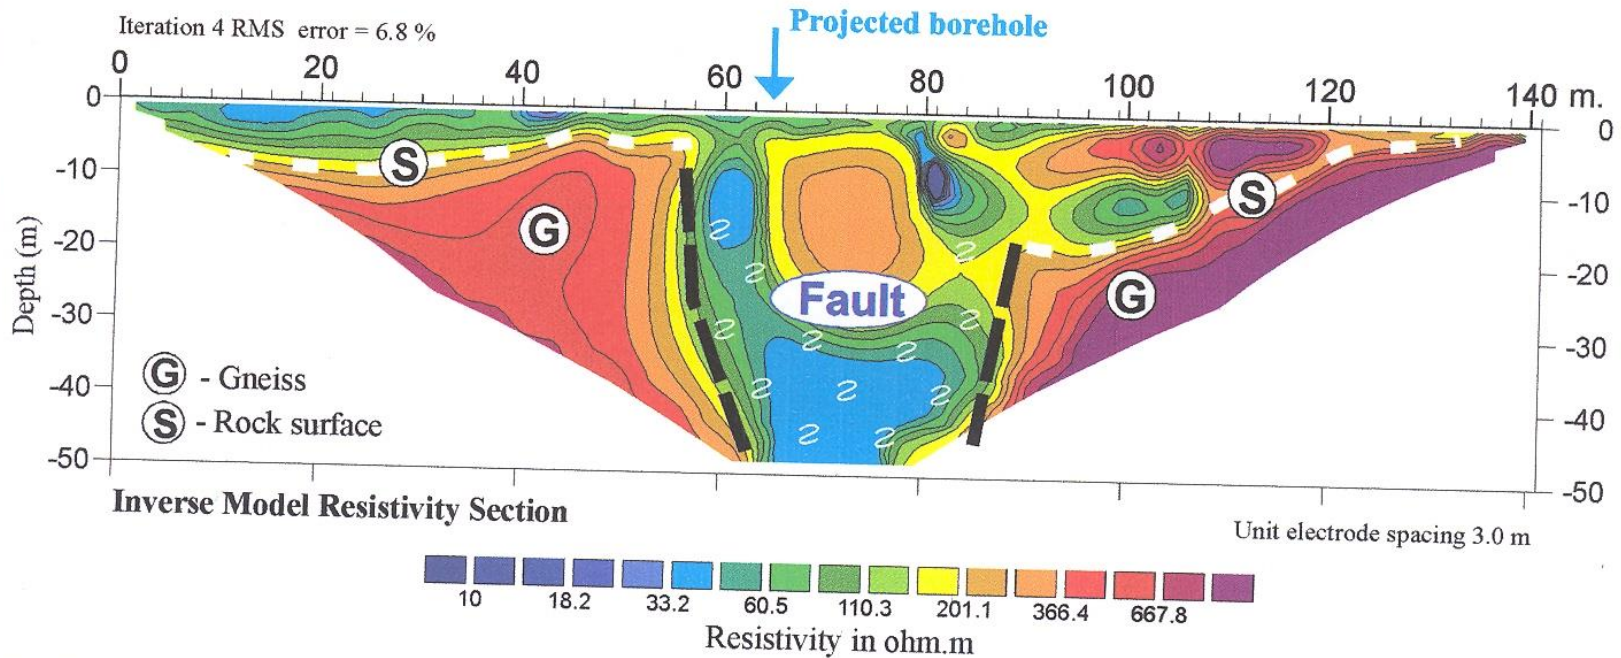 Projected borehole
Iteration 4 RMS error = 6.8 %
0 20 40 60 80 100 120 140 m.
0 0
-10 -10
-20 -20
-30 -30
-40 -40
-50 -50
Depth (m)
S
G
Fault
S
G
G - Gneiss
S - Rock surface
Inverse Model Resistivity Section
Unit electrode spacing 3.0 m
10 18.2 33.2 60.5 110.3 201.1 366.4 667.8
Resistivity in ohm.m